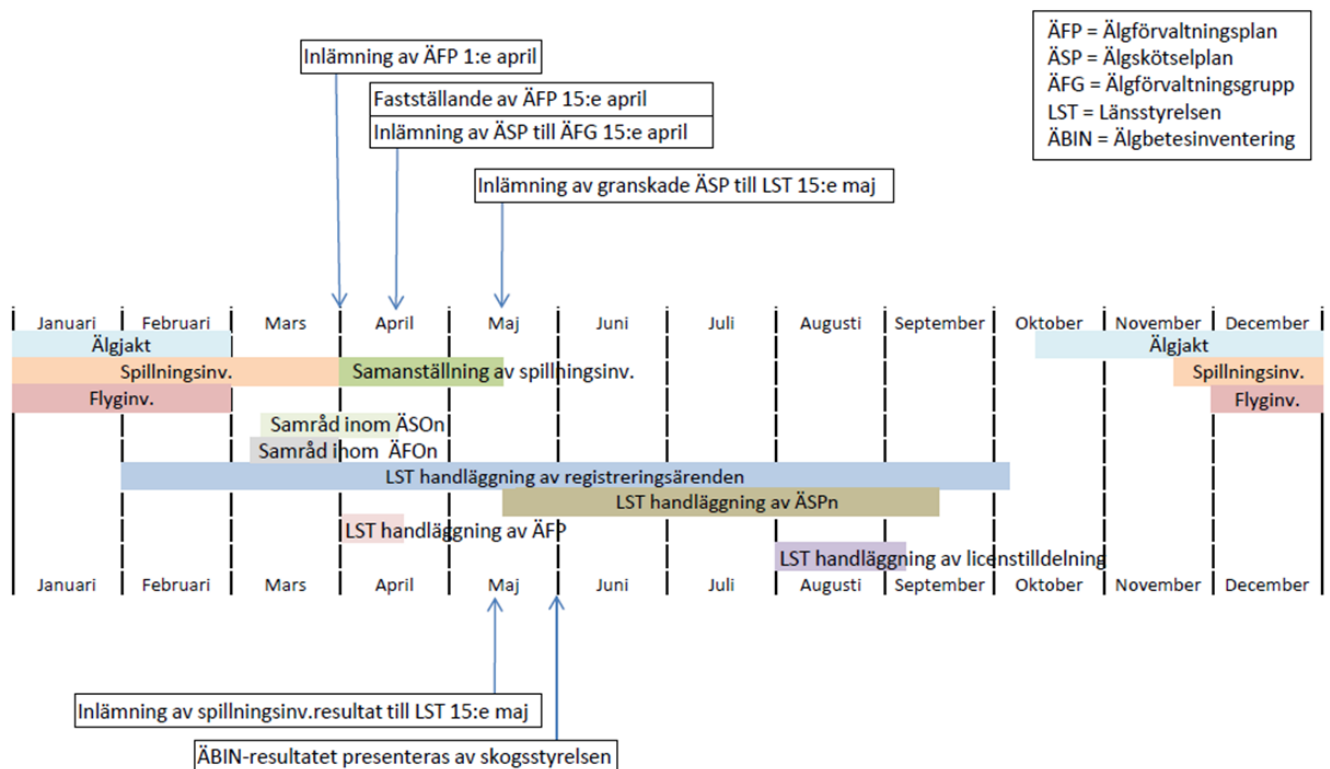 ÄFP = Älgförvaltningsplan
ÄSP = Älgskötselplan
ÄFG = Älgförvaltningsgrupp
LST = Länsstyrelsen
ÄBIN = Älgbetesinventering
Inlämning av ÄFP 1:e april
Fastställande av ÄFP 15:e april
Inlämning av ÄSP till ÄFG 15:e april
Inlämning av granskade ÄSP till LST 15:e maj
Januari Februari Mars April Maj Juni Juli Augusti September Oktober November December
Älgjakt Älgjakt
Spillningsinv. Samanställning av spillningsinv. Spillningsinv.
Flyginv. Flyginv.
Samråd inom ÄSOn
Samråd inom ÄFOn
LST handläggning av registreringsärenden
LST handläggning av ÄSPn
LST handläggning av ÄFP
LST handläggning av licenstilldelning
Januari Februari Mars April Maj Juni Juli Augusti September Oktober November December
Inlämning av spillningsinv.resultat till LST 15:e maj
ÄBIN-resultatet presenteras av skogsstyrelsen